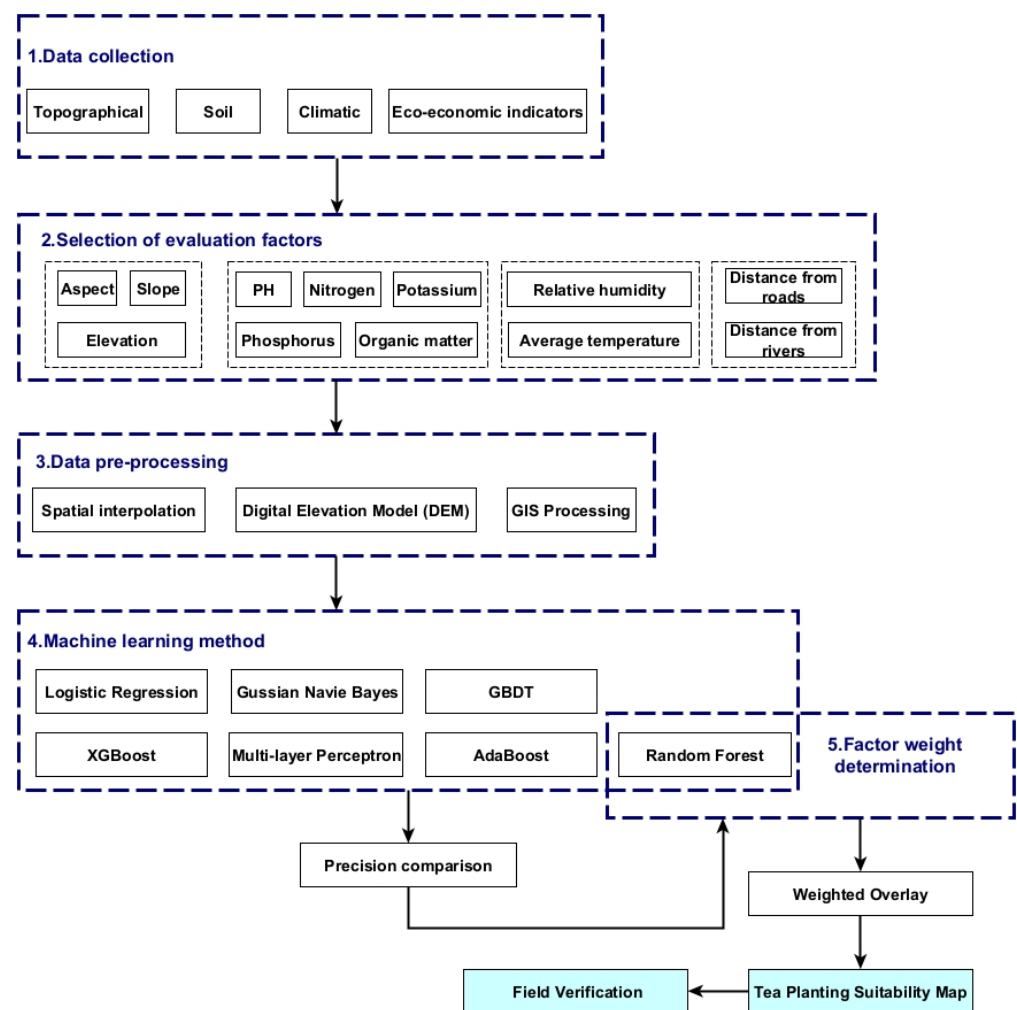 1.Data collection
Topographical
Soil
Climatic
Eco-economic indicators
2.Selection of evaluation factors
Aspect
Slope
PH
Nitrogen
Potassium
Relative humidity
Distance from
roads
Elevation
Phosphorus
Organic matter
Average temperature
Distance from
rivers
3.Data pre-processing
Spatial interpolation
Digital Elevation Model (DEM)
GIS Processing
4.Machine learning method
Logistic Regression
Gussian Navie Bayes
GBDT
XGBoost
Multi-layer Perceptron
AdaBoost
Random Forest
5.Factor weight
determination
Precision comparison
Weighted Overlay
Field Verification
Tea Planting Suitability Map